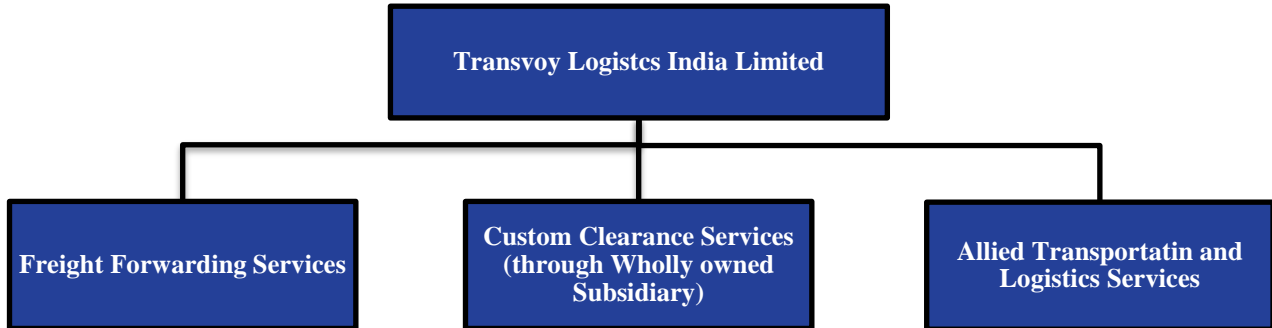 Transvoy Logistcs India Limited
Freight Forwarding Services
Custom Clearance Services
(through Wholly owned
Subsidiary)
Allied Transportatin and
Logistics Services